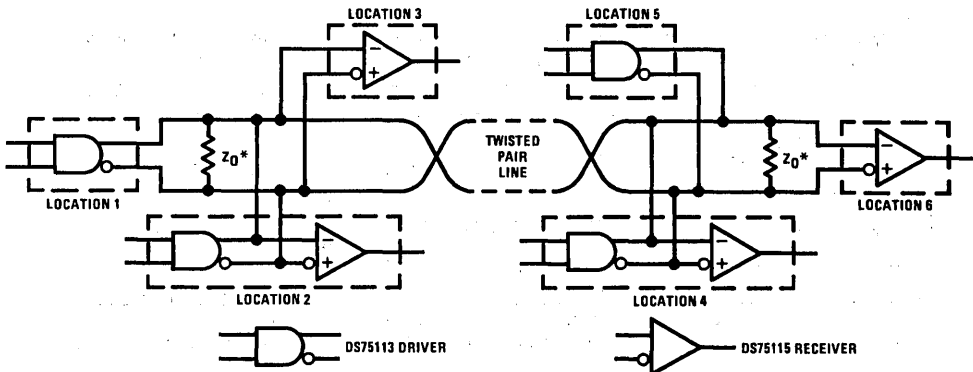 LOCATION 3
LOCATION 5
Z0*
TWISTED
PAIR
LINE
Z0*
LOCATION 1
LOCATION 6
LOCATION 2
LOCATION 4
DS75113 DRIVER
DS75115 RECEIVER